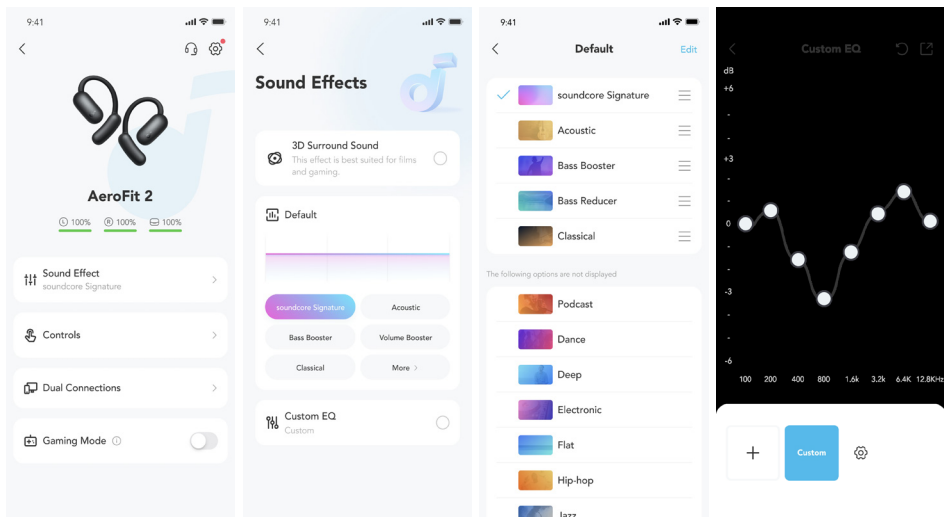 9:41
AeroFit 2
L 100%
R 100%
100%
Sound Effect
soundcore Signature
Controls
Dual Connections
Gaming Mode
9:41
Sound Effects
3D Surround Sound
This effect is best suited for films
and gaming.
Default
soundcore Signature
Acoustic
Bass Booster
Volume Booster
Classical
More >
Custom EQ
Custom
9:41
Default
Edit
soundcore Signature
Acoustic
Bass Booster
Bass Reducer
Classical
The following options are not displayed
Podcast
Dance
Deep
Electronic
Flat
Hip-hop
Jazz
Custom EQ
dB
+6
+3
0
-3
-6
100 200 400 800 1.6k 3.2k 6.4K 12.8KHz
+
Custom